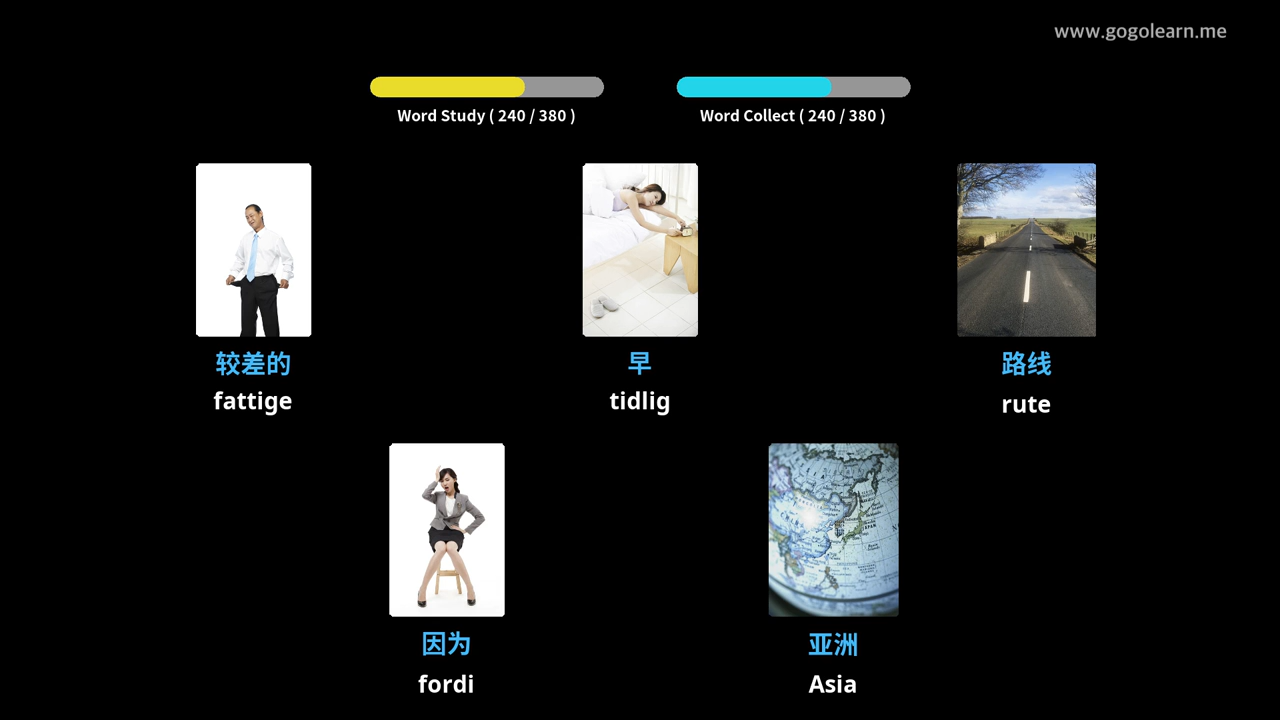 www.gogolearn.me
Word Study ( 240 / 380 )
Word Collect ( 240 / 380 )
较差的
fattige
早
tidlig
路线
rute
因为
fordi
亚洲
Asia